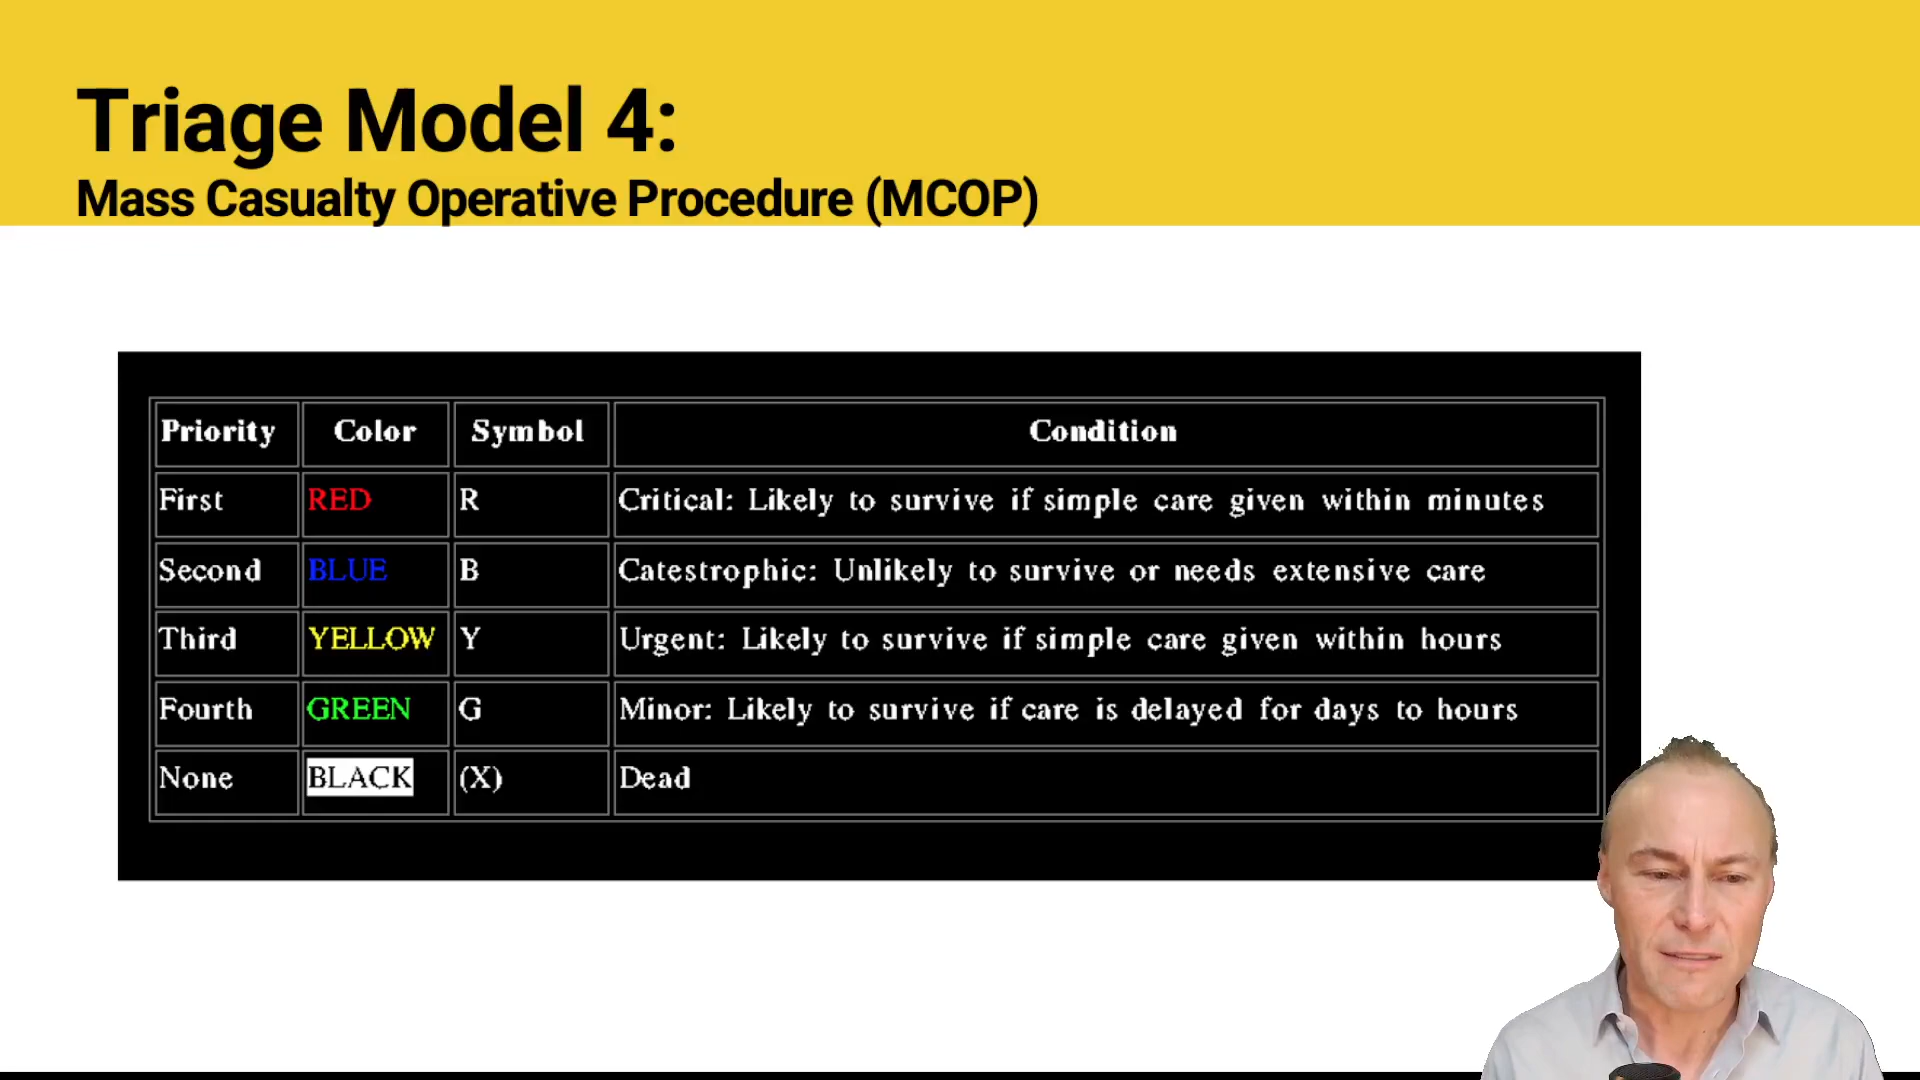 Triage Model 4:
Mass Casualty Operative Procedure (MCOP)
Priority Color Symbol Condition
First RED R Critical: Likely to survive if simple care given within minutes
Second BLUE B Catestrophic: Unlikely to survive or needs extensive care
Third YELLOW Y Urgent: Likely to survive if simple care given within hours
Fourth GREEN G Minor: Likely to survive if care is delayed for days to hours
None BLACK (X) Dead